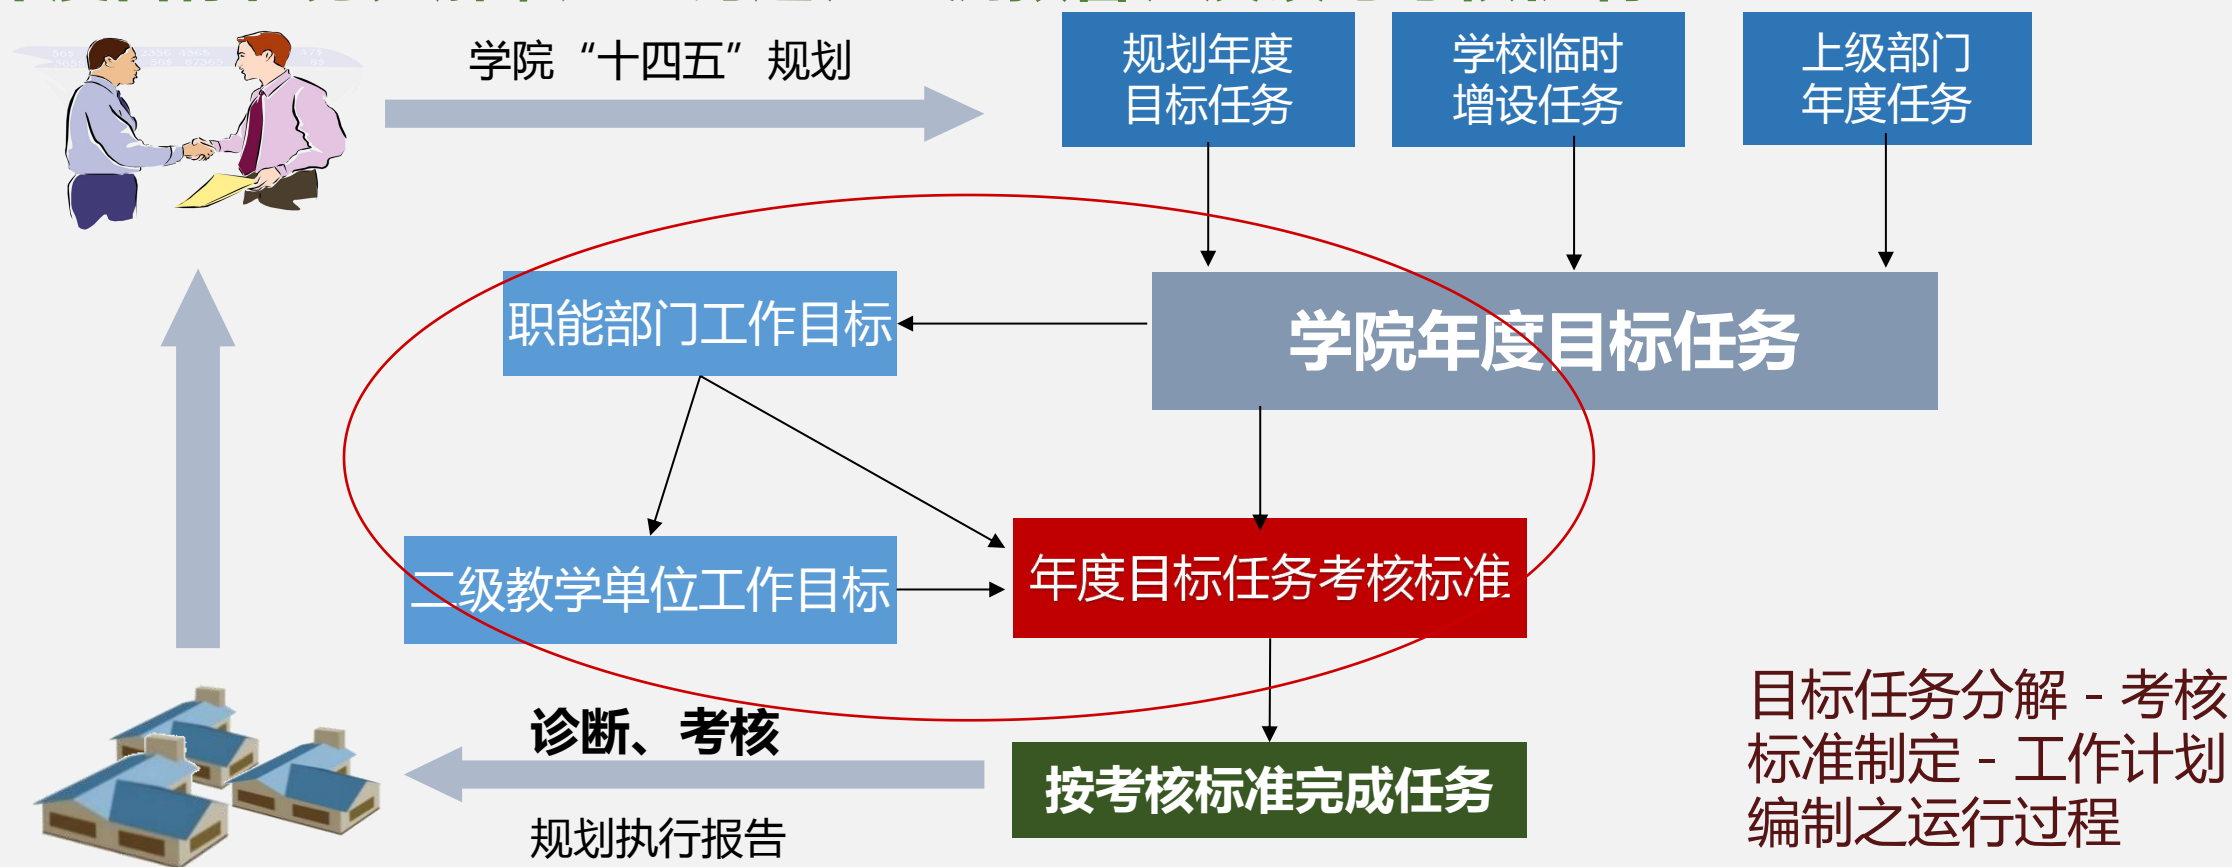 学院“十四五”规划
规划年度
目标任务
学校临时
增设任务
上级部门
年度任务
职能部门工作目标
学院年度目标任务
二级教学单位工作目标
年度目标任务考核标准
诊断、考核
规划执行报告
按考核标准完成任务
目标任务分解－考核
标准制定－工作计划
编制之运行过程